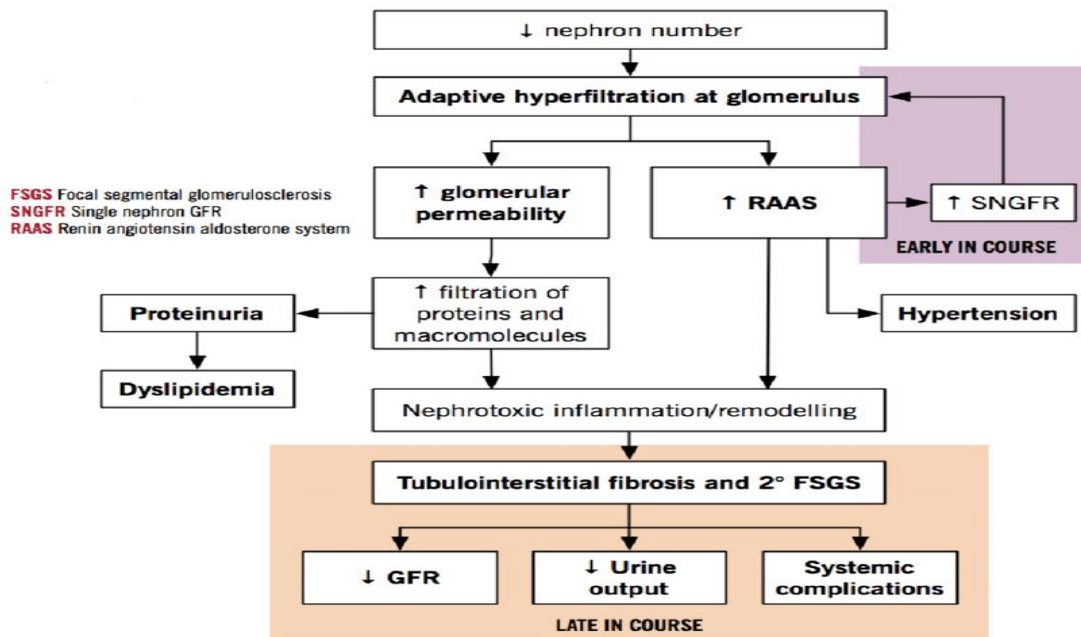 ↓ nephron number
Adaptive hyperfiltration at glomerulus
FSGS Focal segmental glomerulosclerosis
SNGFR Single nephron GFR
RAAS Renin angiotensin aldosterone system
↑ glomerular
permeability
↑ RAAS
↑ SNGFR
EARLY IN COURSE
Proteinuria
↑ filtration of
proteins and
macromolecules
Hypertension
Dyslipidemia
Nephrotoxic inflammation/remodelling
Tubulointerstitial fibrosis and 2° FSGS
↓ GFR
↓ Urine
output
Systemic
complications
LATE IN COURSE